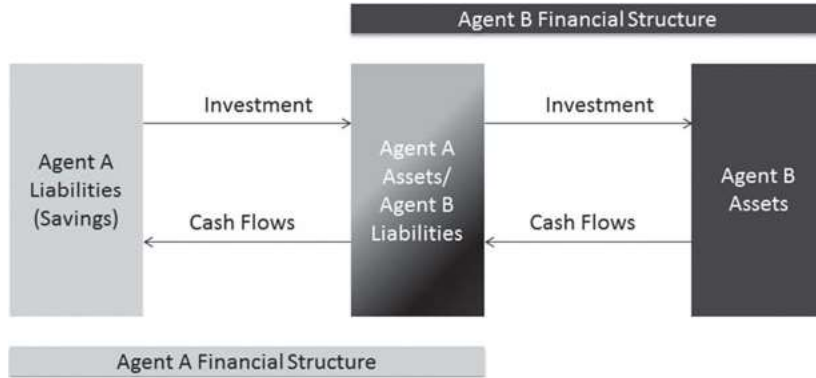 Agent B Financial Structure
Investment
Investment
Agent A
Liabilities
(Savings)
Agent A
Assets/
Agent B
Liabilities
Agent B
Assets
Cash Flows
Cash Flows
Agent A Financial Structure